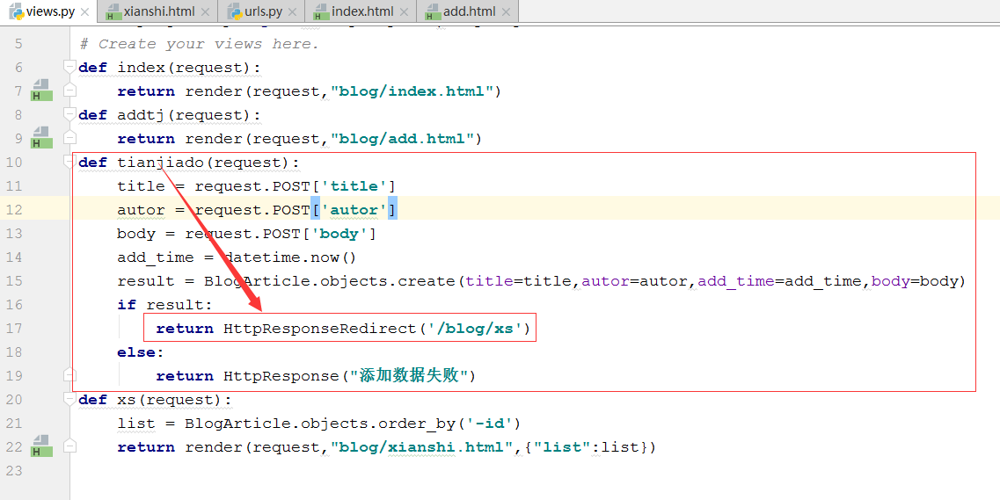 views.py xianshi.html urls.py index.html add.html
5 # Create your views here.
6 def index(request):
7 H return render(request,"blog/index.html")
8 def addtj(request):
9 H return render(request,"blog/add.html")
10 def tianjiado(request):
11 title = request.POST['title']
12 autor = request.POST['autor']
13 body = request.POST['body']
14 add_time = datetime.now()
15 result = BlogArticle.objects.create(title=title,autor=autor,add_time=add_time,body=body)
16 if result:
17 return HttpResponseRedirect('/blog/xs')
18 else:
19 return HttpResponse("添加数据失败")
20 def xs(request):
21 list = BlogArticle.objects.order_by('-id')
22 H return render(request,"blog/xianshi.html",{"list":list})
23